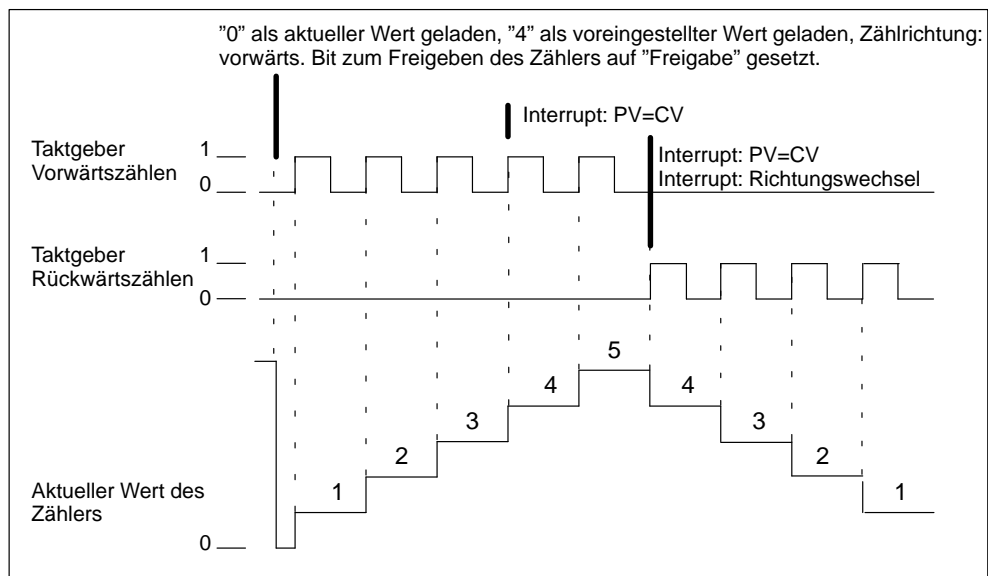 "0" als aktueller Wert geladen, "4" als voreingestellter Wert geladen, Zählrichtung:
vorwärts. Bit zum Freigeben des Zählers auf "Freigabe" gesetzt.
Interrupt: PV=CV
Taktgeber
Vorwärtszählen
1
0
Interrupt: PV=CV
Interrupt: Richtungswechsel
Taktgeber
Rückwärtszählen
1
0
5
4
4
3
3
2
2
1
1
Aktueller Wert des
Zählers
0